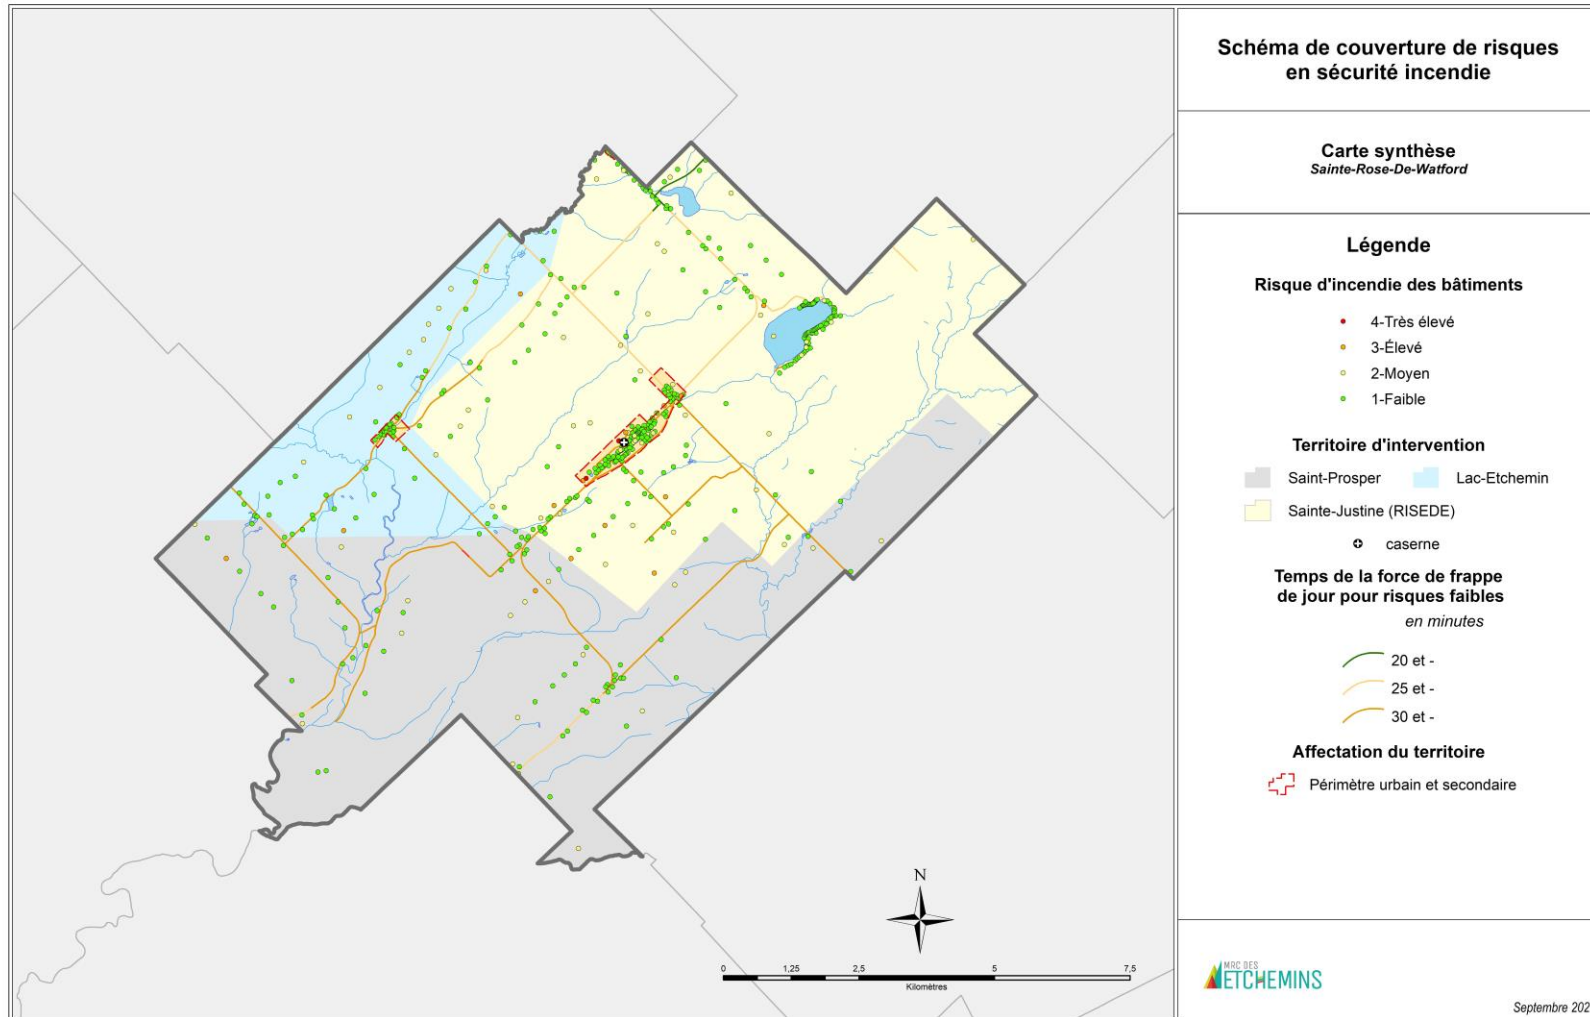 Schéma de couverture de risques
en sécurité incendie
Carte synthèse
Sainte-Rose-De-Watford
Légende
Risque d'incendie des bâtiments
4-Très élevé
3-Élevé
2-Moyen
1-Faible
Territoire d'intervention
Saint-Prosper
Lac-Etchemin
Sainte-Justine (RISEDE)
caserne
Temps de la force de frappe
de jour pour risques faibles
en minutes
20 et -
25 et -
30 et -
Affectation du territoire
Périmètre urbain et secondaire
N
0 1,25 2,5 5 7,5
Kilomètres
MRC DES
ETCHEMINS
Septembre 202